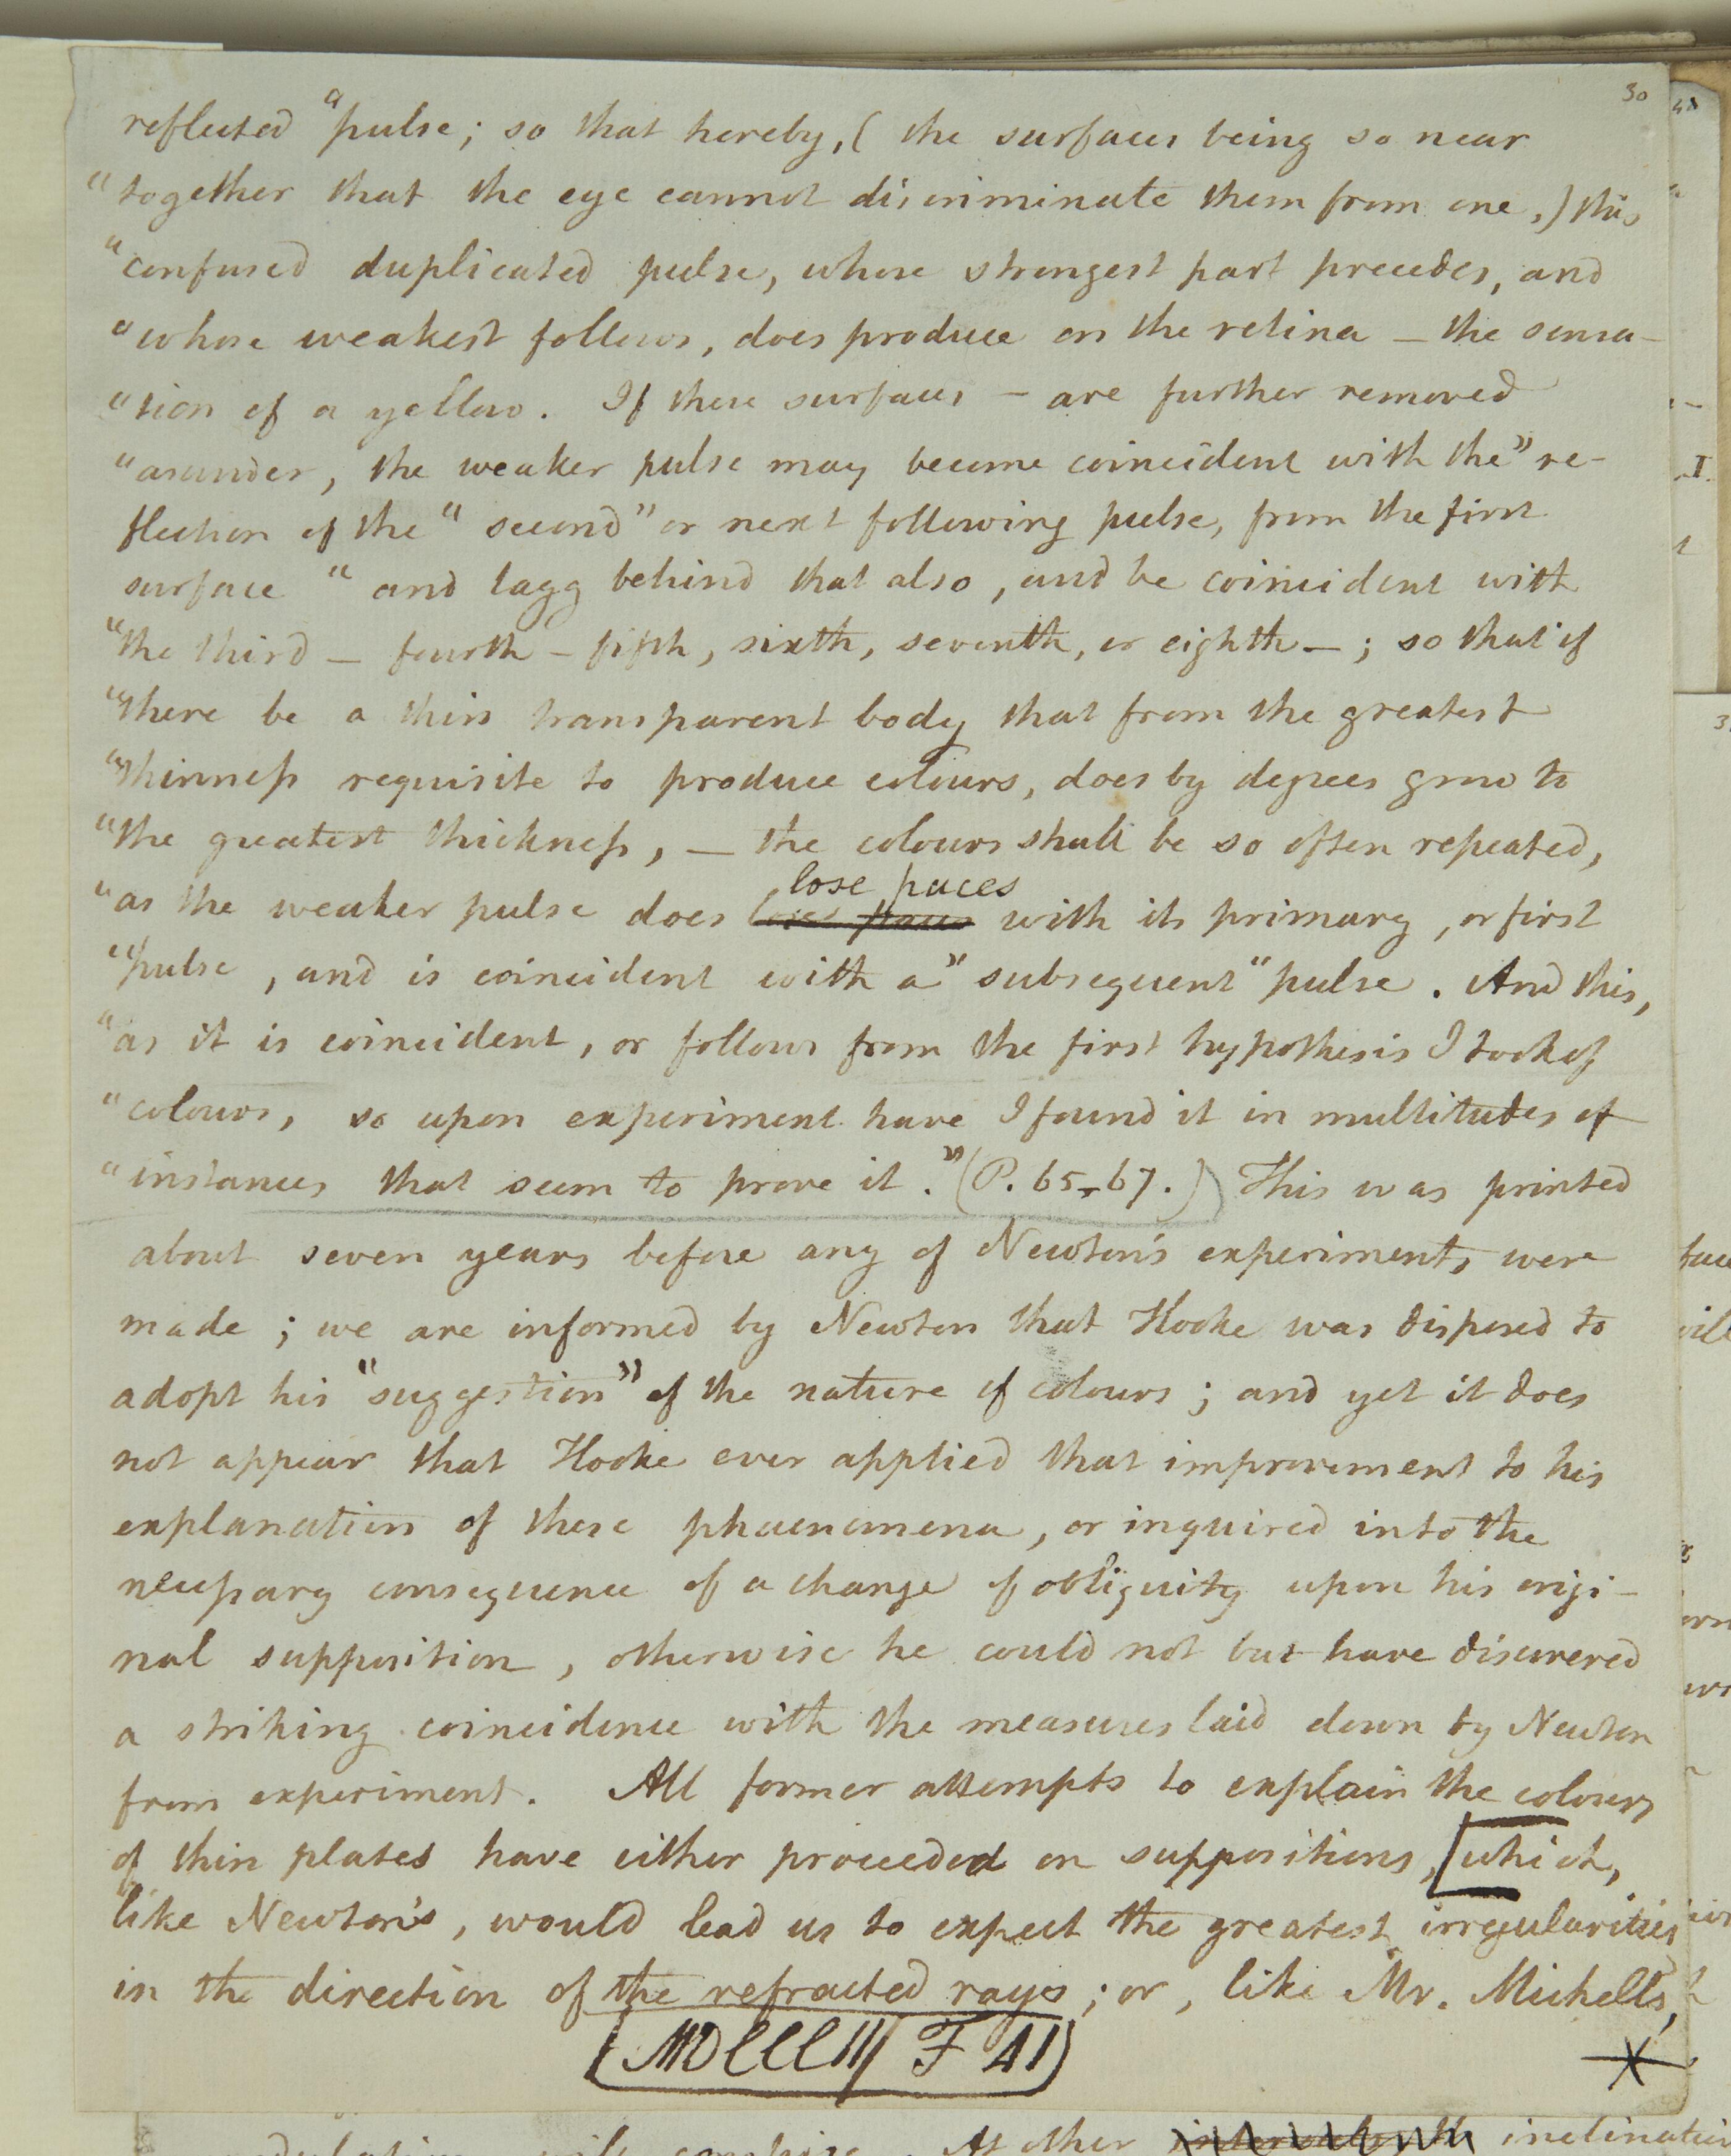 30
reflected “pulse; so that hereby, ( the surfaces being so near
“together that the eye cannot discriminate them from one,) this
“confused duplicated pulse, whose strongest part precedes, and
“whose weakest follows, does produce on the retina – the sensa-
“tion of a yellow. If these surfaces – are further removed
“asunder, the weaker pulse may become coincident with the” re-
flection of the “second” or next following pulse, from the first
surface “and lagg behind that also, and be coincident with
“the third – fourth – fifth, sixth, seventh, or eighth – ; so that if
“there be a thin transparent body that from the greatest
“thinness requisite to produce colours, does by degrees grow to
“the greatest thickness, – the colours shall be so often repeated,
lose paces
“as the weaker pulse does lose paces with its primary, or first
“pulse, and is coincident with a” subsequent “pulse. And this,
“as it is coincident, or follows from the first hypothesis I took of
“colours, so upon experiment have I found it in multitudes of
“instances that seem to prove it.” (P. 65–67.) This was printed
about seven years before any of Newton's experiments were
made ; we are informed by Newton that Hooke was disposed to
adopt his “suggestion” of the nature of colours ; and yet it does
not appear that Hooke ever applied that improvement to his
explanation of these phaenomena, or inquired into the
necessary consequence of a change of obliquity upon his origi-
nal supposition, otherwise he could not but have discovered
a striking coincidence with the measures laid down by Newton
from experiment. All former attempts to explain the colours
of thin plates have either proceeded on suppositions, [which,
like Newton's, would lead us to expect the greatest irregularities
in the direction of the refracted rays ; or, like Mr. Michell's,
(MDCCCII F 41)
inclination